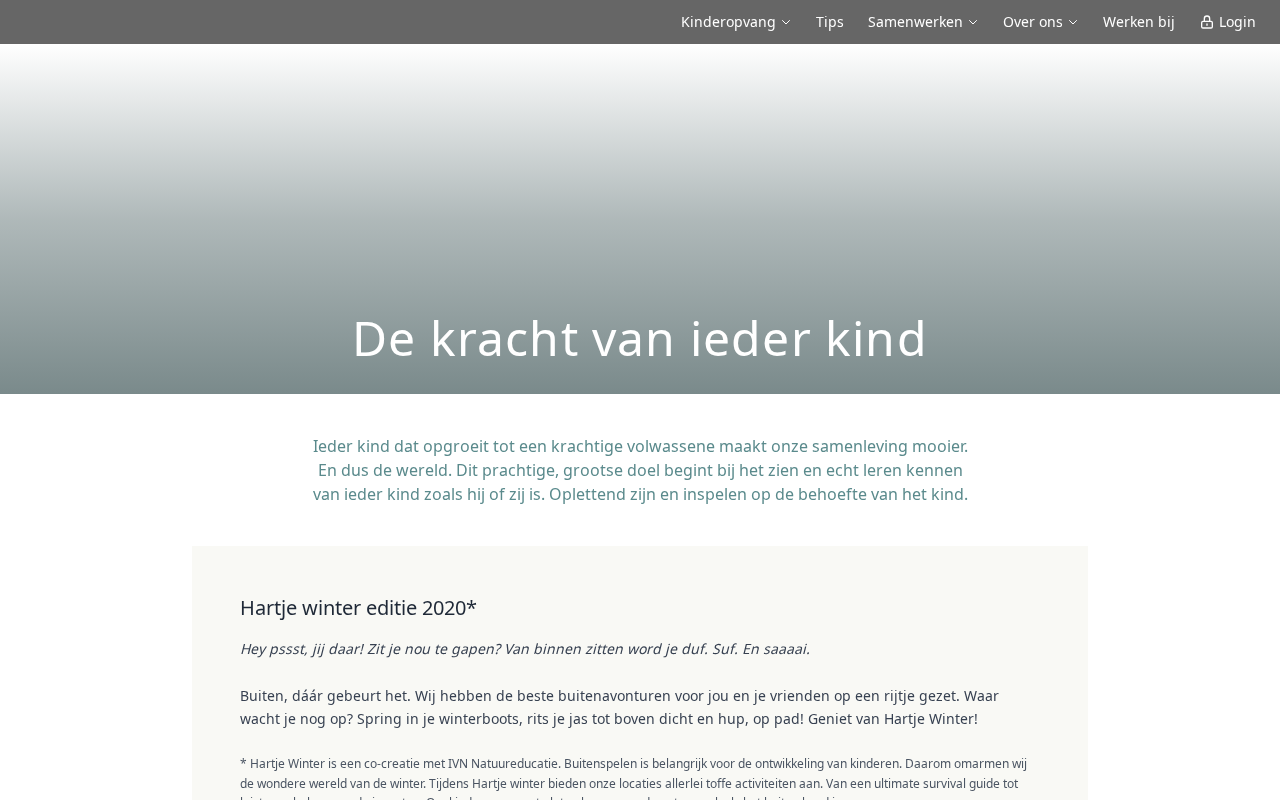 Kinderopvang Tips Samenwerken Over ons Werken bij Login
De kracht van ieder kind
Ieder kind dat opgroeit tot een krachtige volwassene maakt onze samenleving mooier.
En dus de wereld. Dit prachtige, grootse doel begint bij het zien en echt leren kennen
van ieder kind zoals hij of zij is. Oplettend zijn en inspelen op de behoefte van het kind.
Hartje winter editie 2020*
Hey pssst, jij daar! Zit je nou te gapen? Van binnen zitten word je duf. Suf. En saaaai.
Buiten, dáár gebeurt het. Wij hebben de beste buitenavonturen voor jou en je vrienden op een rijtje gezet. Waar
wacht je nog op? Spring in je winterboots, rits je jas tot boven dicht en hup, op pad! Geniet van Hartje Winter!
* Hartje Winter is een co-creatie met IVN Natuureducatie. Buitenspelen is belangrijk voor de ontwikkeling van kinderen. Daarom omarmen wij
de wondere wereld van de winter. Tijdens Hartje winter bieden onze locaties allerlei toffe activiteiten aan. Van een ultimate survival guide tot